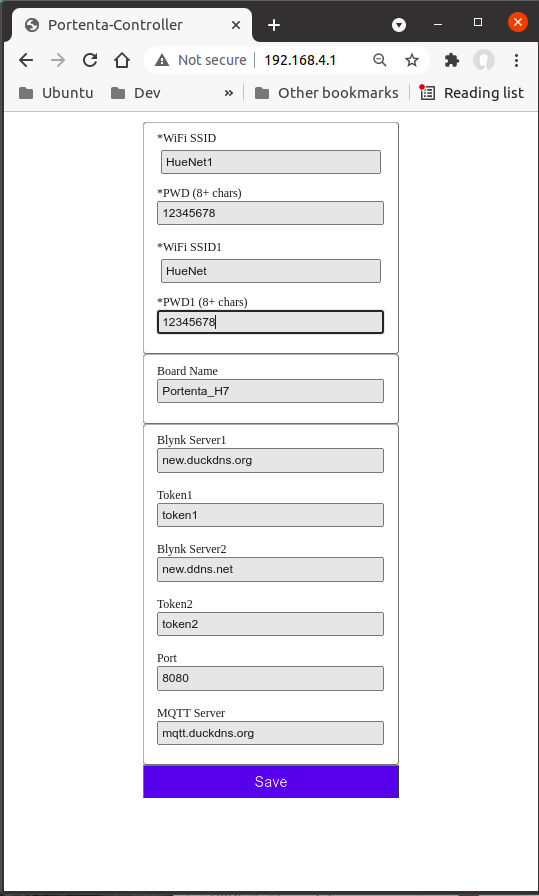 Portenta-Controller
Not secure 192.168.4.1
Ubuntu Dev » Other bookmarks Reading list
*WiFi SSID
HueNet1
*PWD (8+ chars)
12345678
*WiFi SSID1
HueNet
*PWD1 (8+ chars)
12345678
Board Name
Portenta_H7
Blynk Server1
new.duckdns.org
Token1
token1
Blynk Server2
new.ddns.net
Token2
token2
Port
8080
MQTT Server
mqtt.duckdns.org
Save